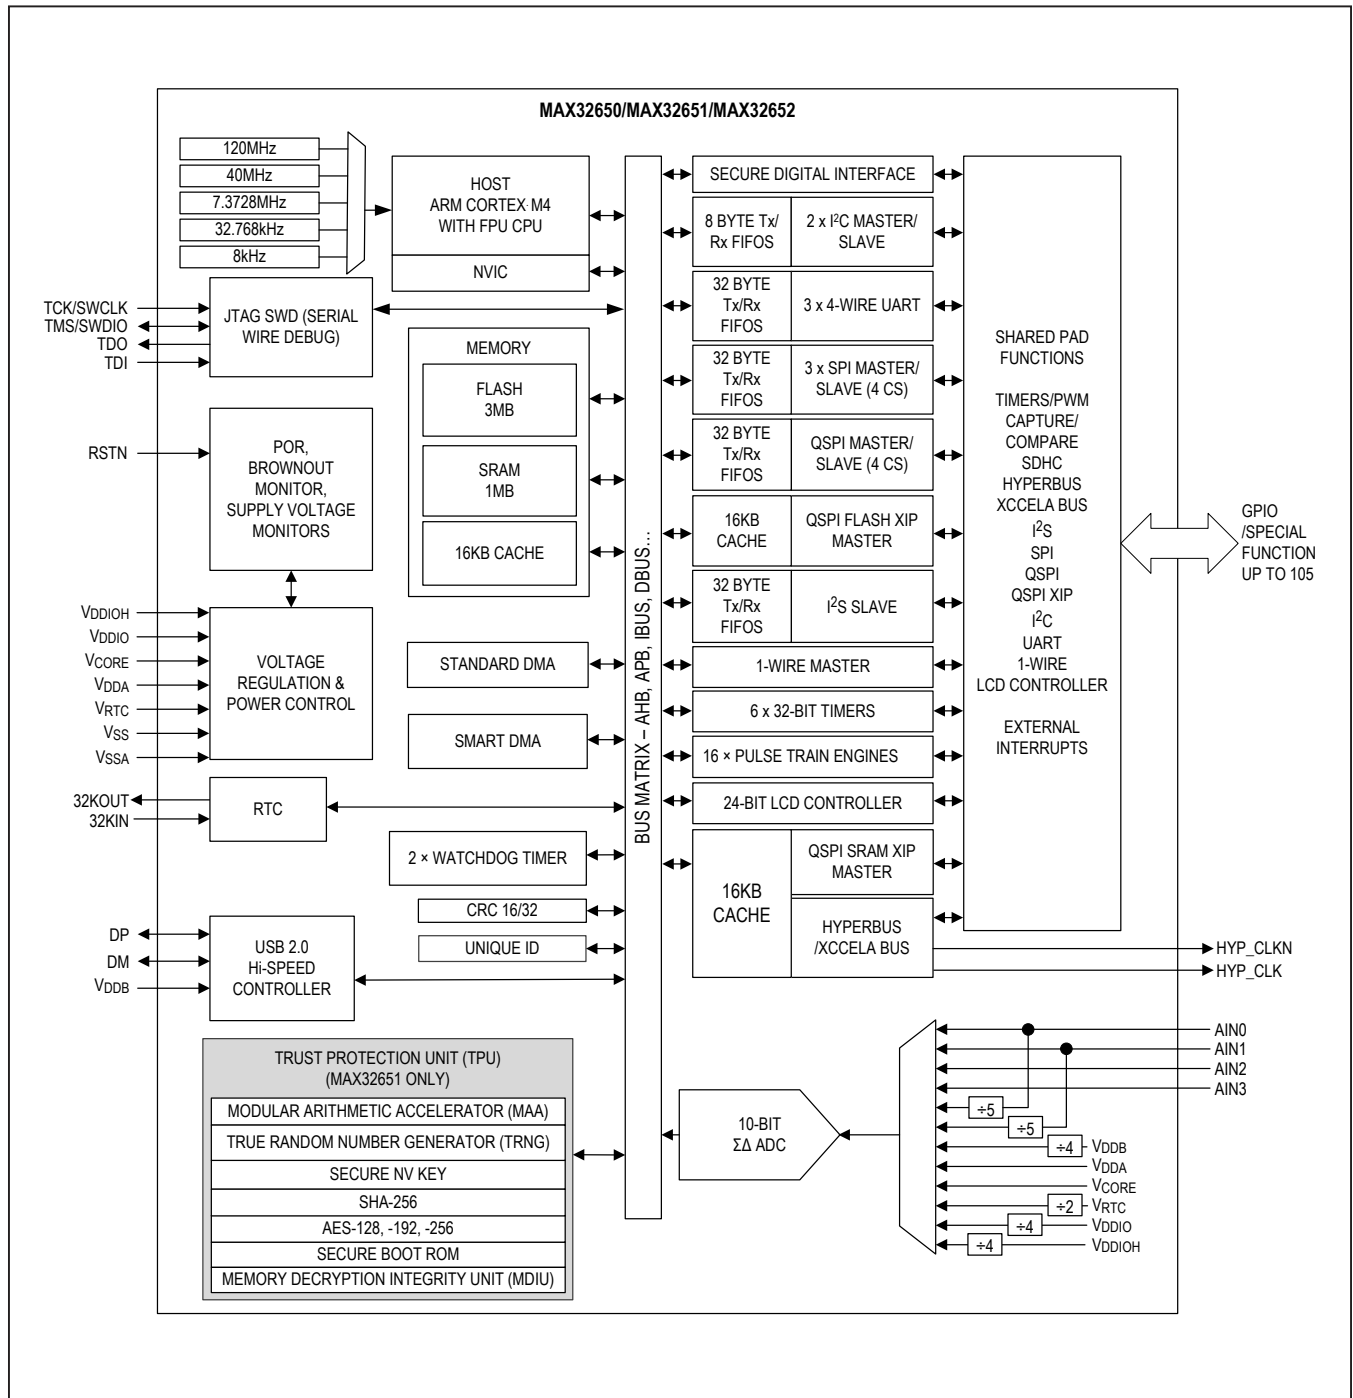 MAX32650/MAX32651/MAX32652
120MHz
40MHz
7.3728MHz
32.768kHz
8kHz
HOST
ARM CORTEX-M4
WITH FPU CPU
NVIC
TCK/SWCLK
TMS/SWDIO
TDO
TDI
JTAG SWD (SERIAL
WIRE DEBUG)
MEMORY
FLASH
3MB
SRAM
1MB
16KB CACHE
RSTN
POR,
BROWNOUT
MONITOR,
SUPPLY VOLTAGE
MONITORS
VDDIOH
VDDIO
VCORE
VDDA
VRTC
VSS
VSSA
VOLTAGE
REGULATION &
POWER CONTROL
STANDARD DMA
SMART DMA
32KOUT
32KIN
RTC
2 × WATCHDOG TIMER
CRC 16/32
UNIQUE ID
DP
DM
VDDB
USB 2.0
Hi-SPEED
CONTROLLER
TRUST PROTECTION UNIT (TPU)
(MAX32651 ONLY)
MODULAR ARITHMETIC ACCELERATOR (MAA)
TRUE RANDOM NUMBER GENERATOR (TRNG)
SECURE NV KEY
SHA-256
AES-128, -192, -256
SECURE BOOT ROM
MEMORY DECRYPTION INTEGRITY UNIT (MDIU)
BUS MATRIX – AHB, APB, IBUS, DBUS...
SECURE DIGITAL INTERFACE
8 BYTE Tx/
Rx FIFOS
2 x I²C MASTER/
SLAVE
32 BYTE
Tx/Rx
FIFOS
3 x 4-WIRE UART
32 BYTE
Tx/Rx
FIFOS
3 x SPI MASTER/
SLAVE (4 CS)
32 BYTE
Tx/Rx
FIFOS
QSPI MASTER/
SLAVE (4 CS)
16KB
CACHE
QSPI FLASH XIP
MASTER
32 BYTE
Tx/Rx
FIFOS
I²S SLAVE
1-WIRE MASTER
6 x 32-BIT TIMERS
16 × PULSE TRAIN ENGINES
24-BIT LCD CONTROLLER
16KB
CACHE
QSPI SRAM XIP
MASTER
HYPERBUS
/XCCELA BUS
SHARED PAD
FUNCTIONS
TIMERS/PWM
CAPTURE/
COMPARE
SDHC
HYPERBUS
XCCELA BUS
I²S
SPI
QSPI
QSPI XIP
I²C
UART
1-WIRE
LCD CONTROLLER
EXTERNAL
INTERRUPTS
GPIO
/SPECIAL
FUNCTION
UP TO 105
HYP_CLKN
HYP_CLK
10-BIT
ΣΔ ADC
AIN0
AIN1
AIN2
AIN3
÷5
÷5
÷4 VDDB
VDDA
VCORE
÷2 VRTC
÷4 VDDIO
÷4 VDDIOH